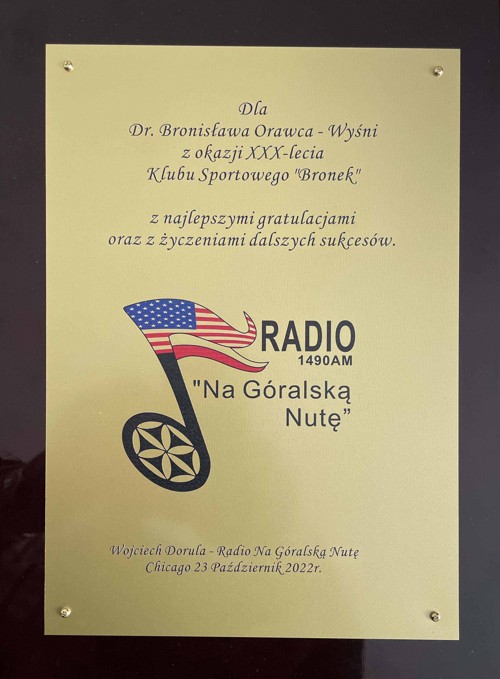 Dla
Dr. Bronisława Orawca - Wyśni
z okazji XXX-lecia
Klubu Sportowego "Bronek"
z najlepszymi gratulacjami
oraz z życzeniami dalszych sukcesów.
RADIO
1490AM
"Na Góralską
Nutę”
Wojciech Dorula - Radio Na Góralską Nutę
Chicago 23 Październik 2022r.